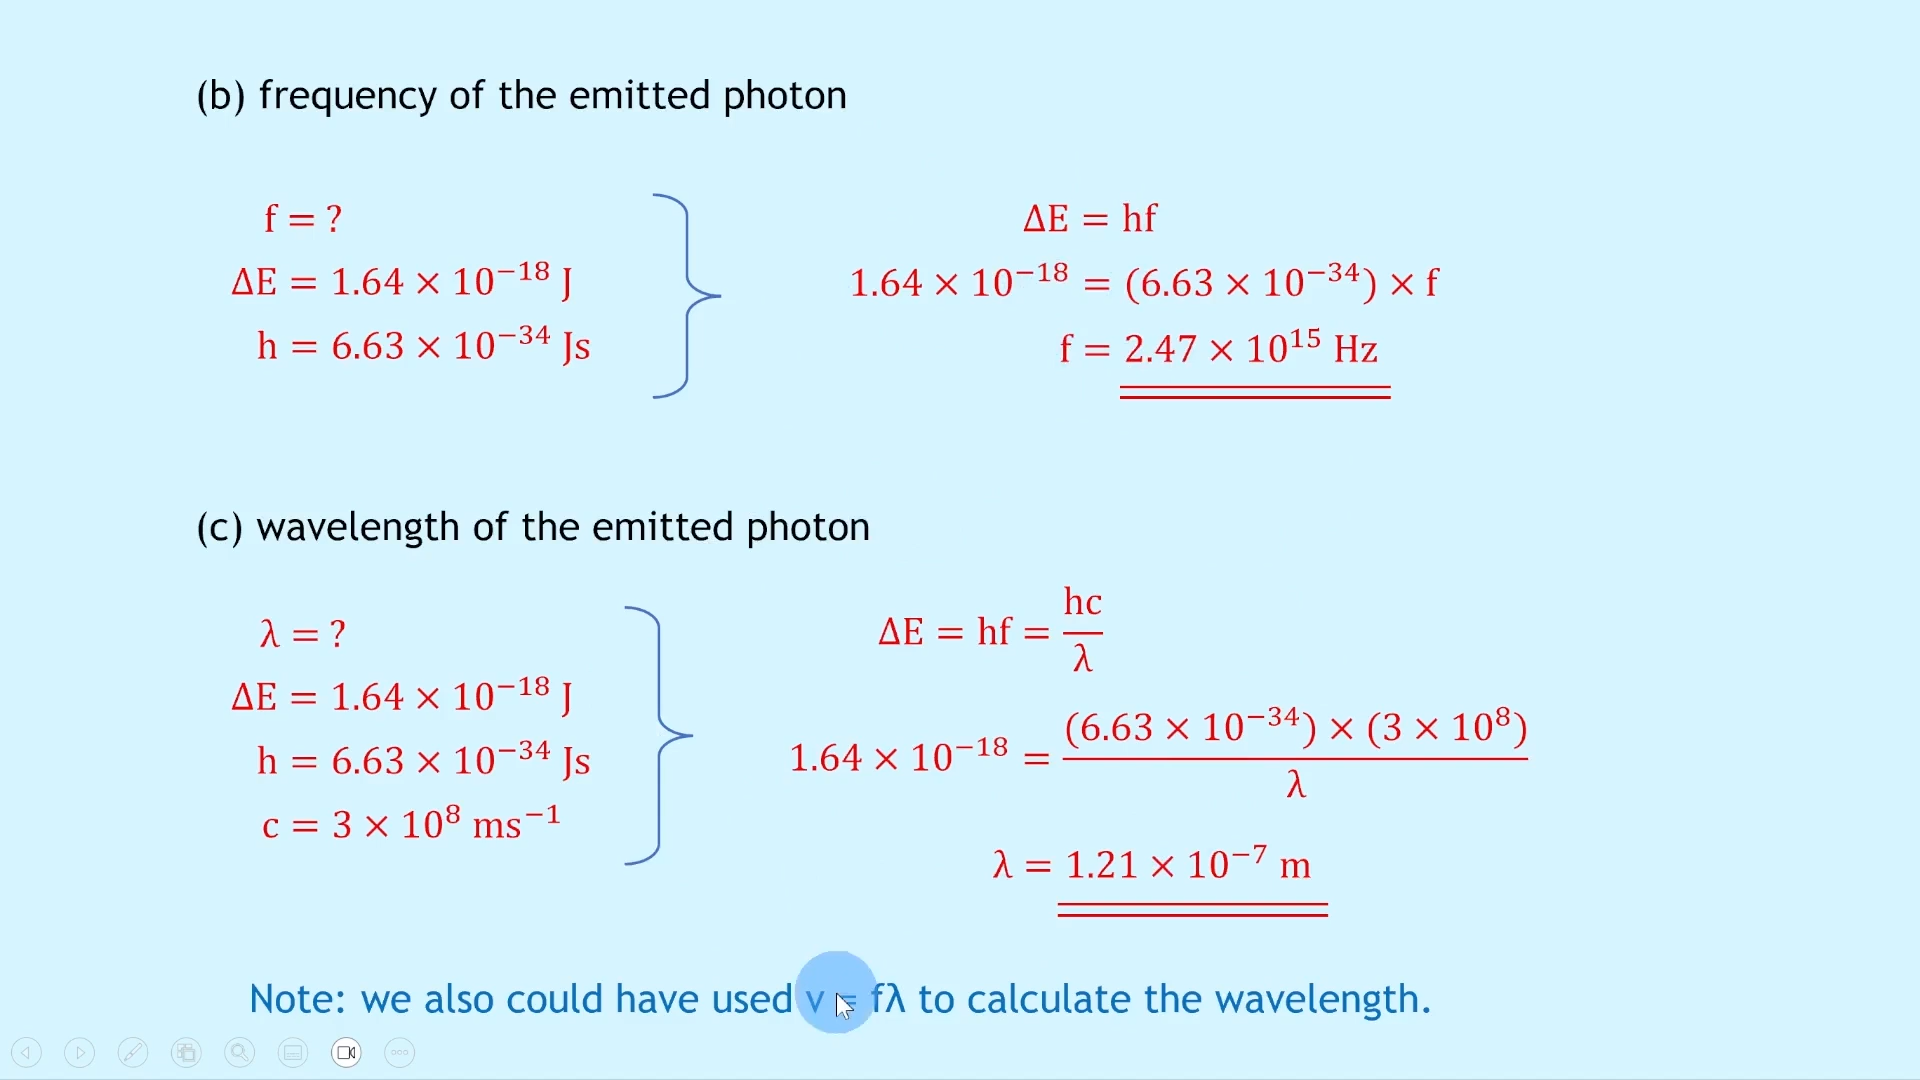 (b) frequency of the emitted photon
f = ?
ΔE = 1.64 × 10⁻¹⁸ J
h = 6.63 × 10⁻³⁴ Js
ΔE = hf
1.64 × 10⁻¹⁸ = (6.63 × 10⁻³⁴) × f
f = 2.47 × 10¹⁵ Hz
(c) wavelength of the emitted photon
λ = ?
ΔE = 1.64 × 10⁻¹⁸ J
h = 6.63 × 10⁻³⁴ Js
c = 3 × 10⁸ ms⁻¹
ΔE = hf = hc/λ
1.64 × 10⁻¹⁸ = (6.63 × 10⁻³⁴) × (3 × 10⁸)/λ
λ = 1.21 × 10⁻⁷ m
Note: we also could have used v = fλ to calculate the wavelength.